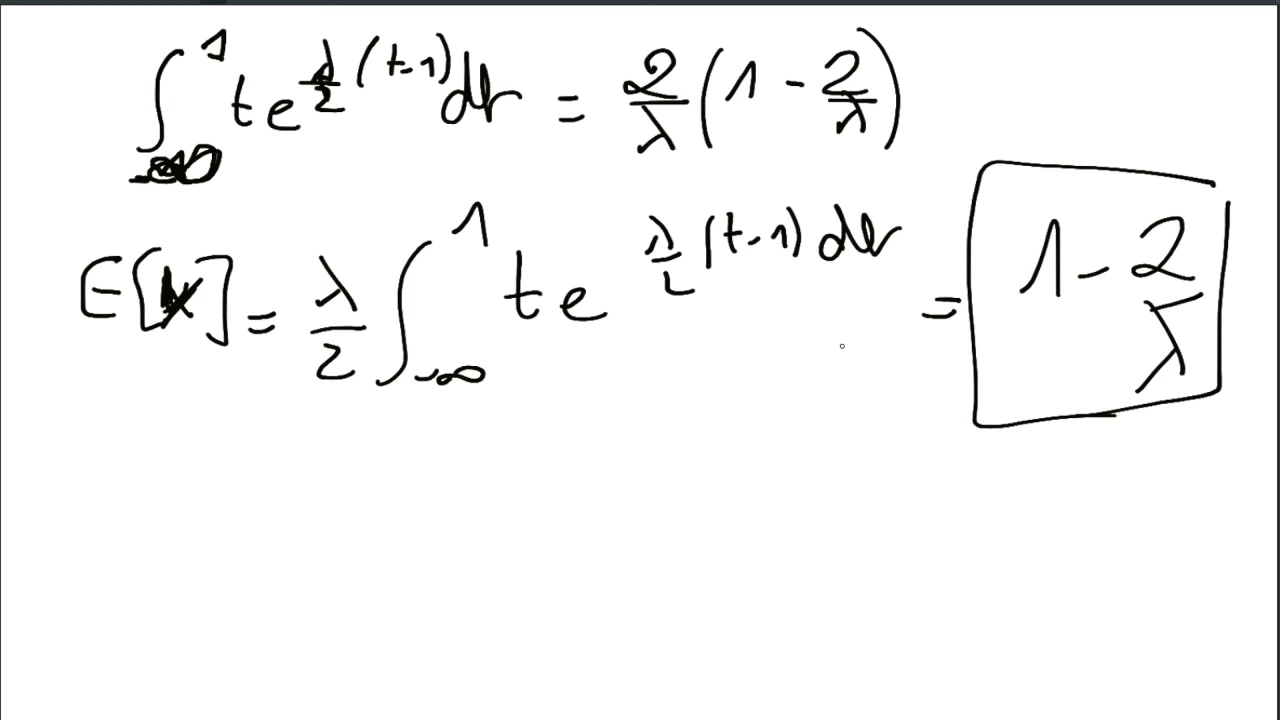 ∫_{-∞}^{1} t e^{λ/2 (t-1)} dt = 2/λ (1 - 2/λ)
E[X] = λ/2 ∫_{-∞}^{1} t e^{λ/2 (t-1)} dt = 1 - 2/λ